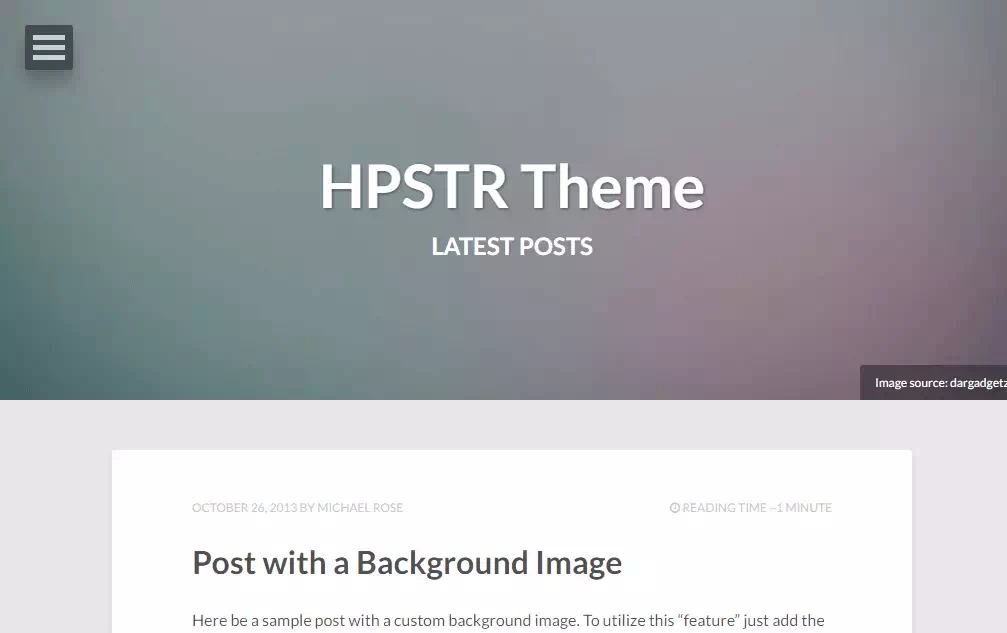 HPSTR Theme
LATEST POSTS
Image source: dargadgetz
OCTOBER 26, 2013 BY MICHAEL ROSE
READING TIME ~1 MINUTE
Post with a Background Image
Here be a sample post with a custom background image. To utilize this “feature” just add the